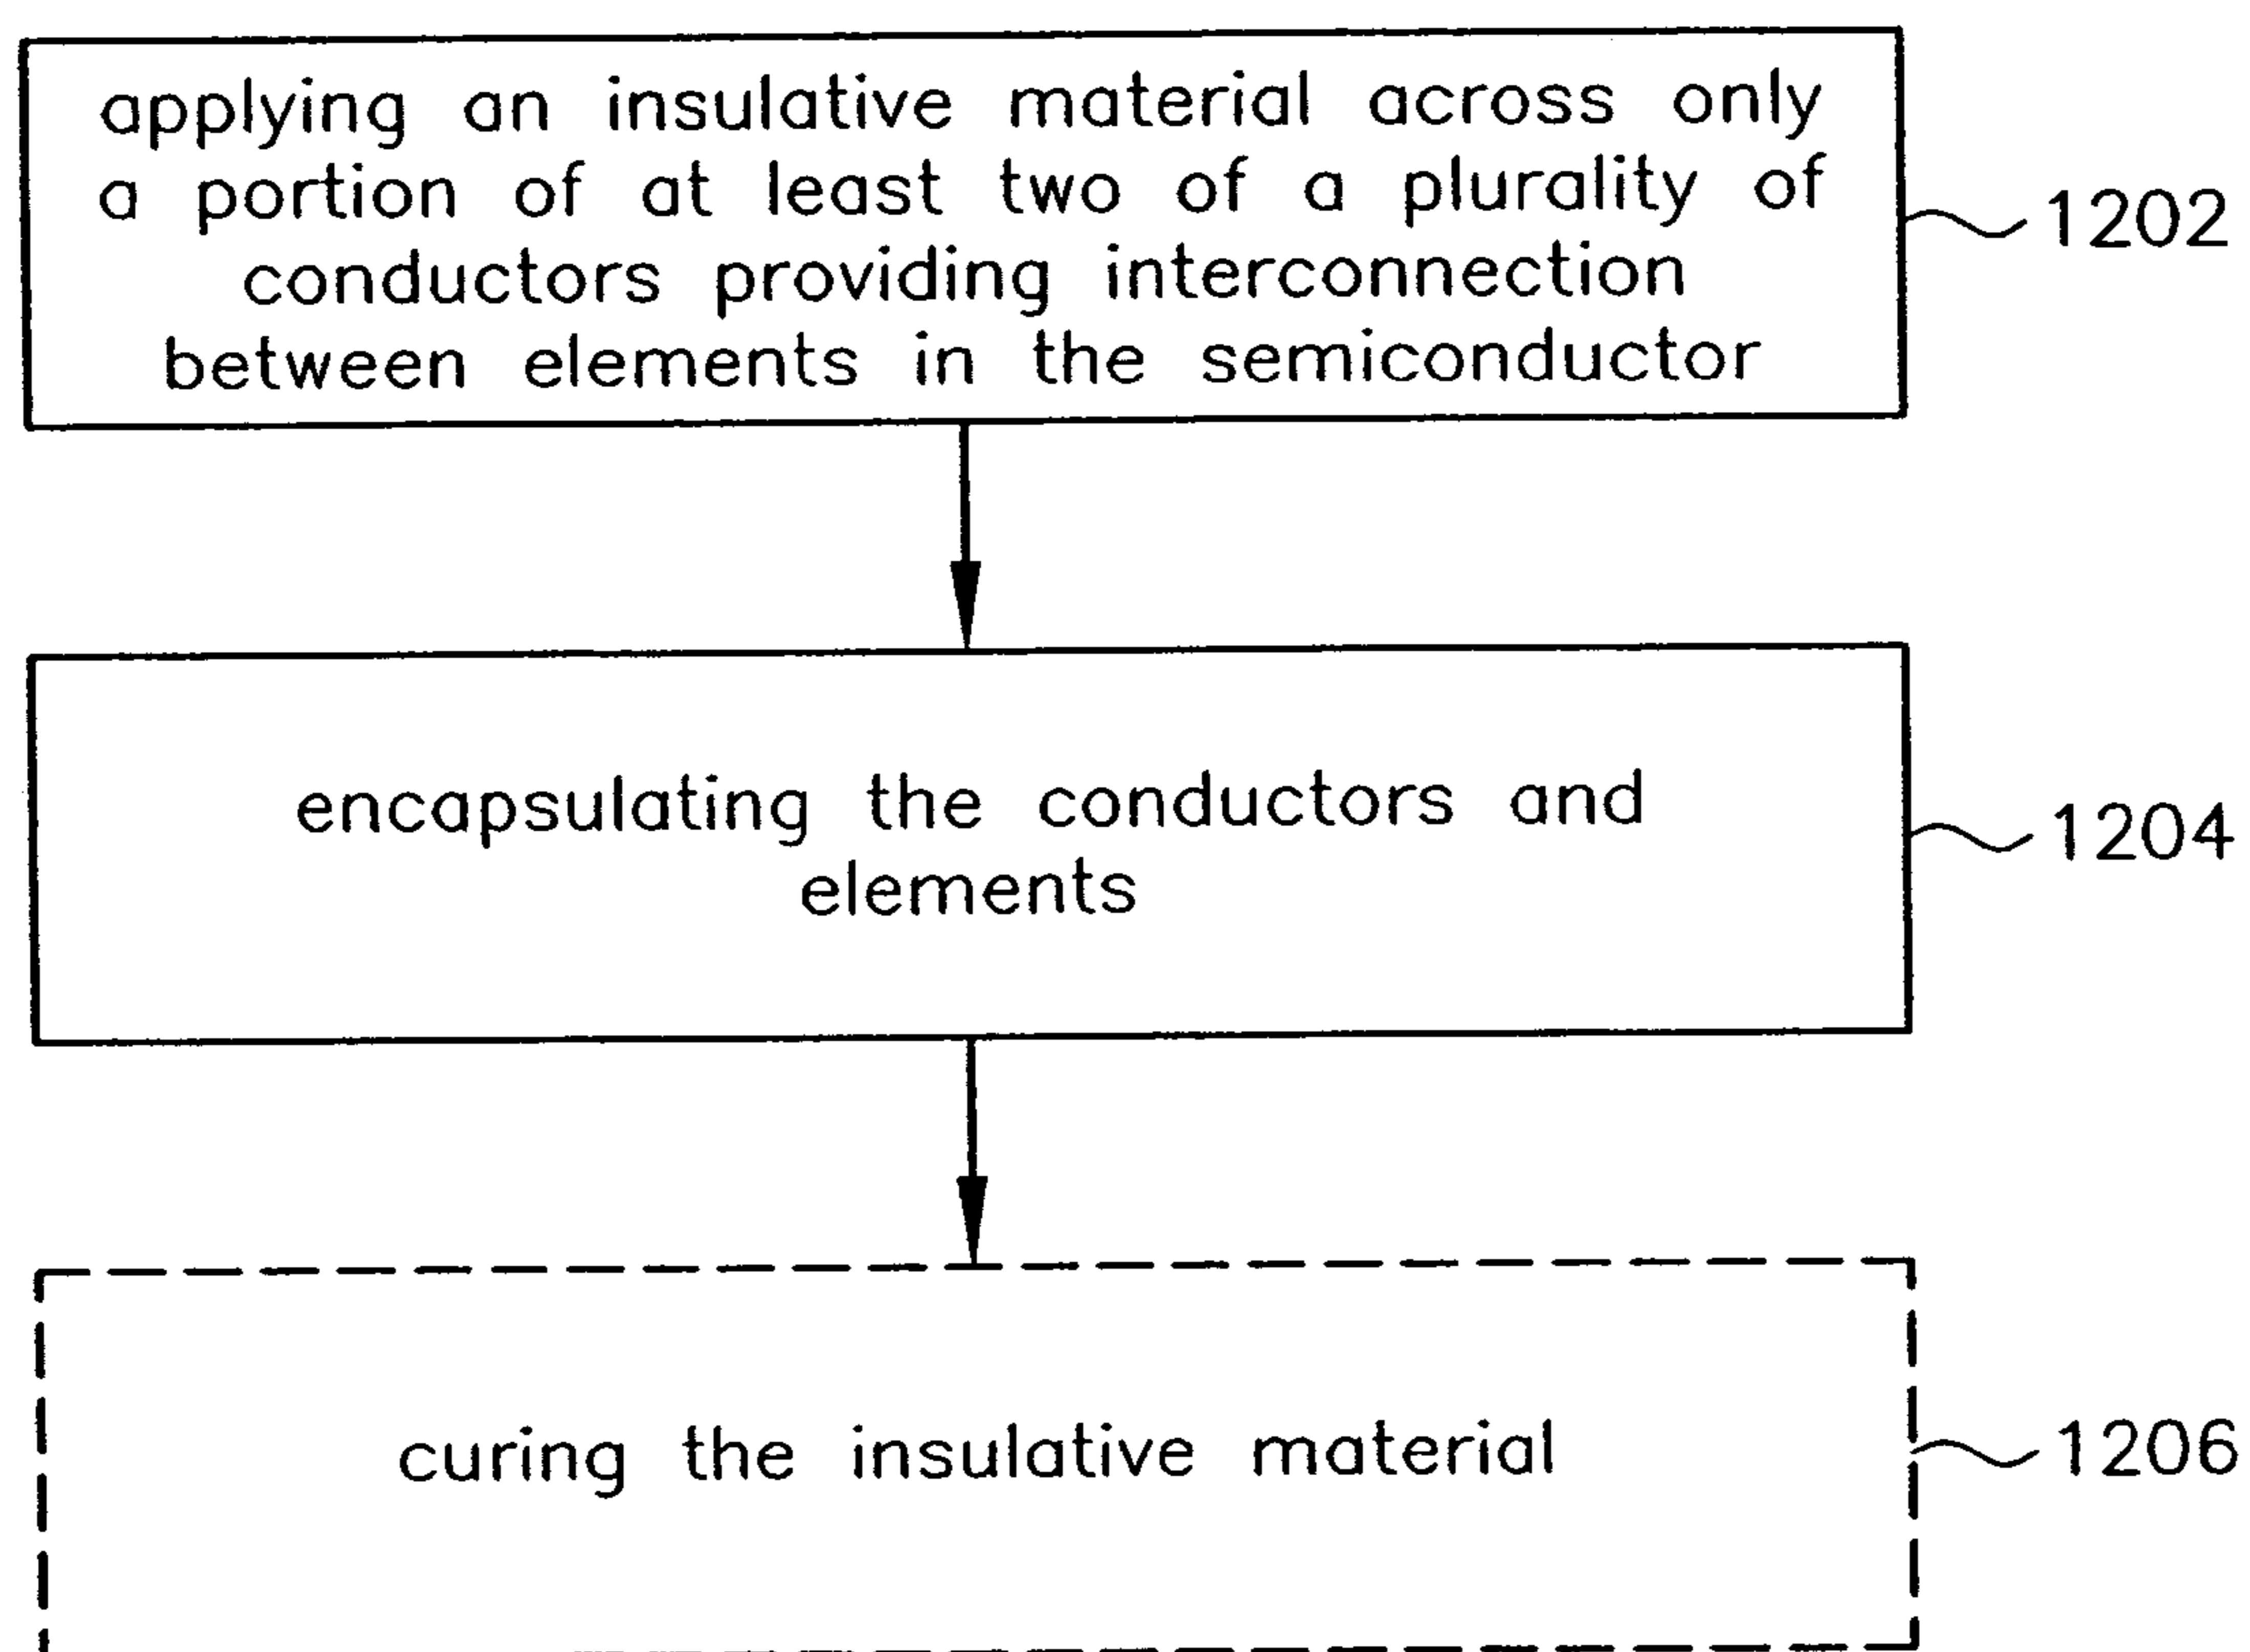 applying an insulative material across only
a portion of at least two of a plurality of
conductors providing interconnection
between elements in the semiconductor
1202
encapsulating the conductors and
elements
1204
curing the insulative material
1206